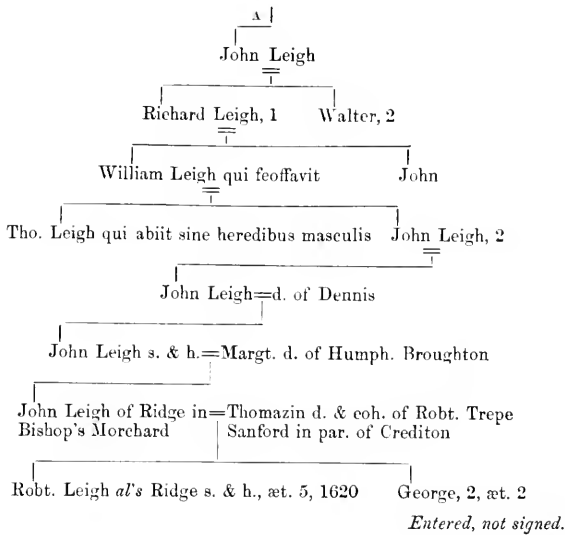 A
John Leigh
Richard Leigh, 1 Walter, 2
William Leigh qui feoffavit John
Tho. Leigh qui abiit sine heredibus masculis John Leigh, 2
John Leigh=d. of Dennis
John Leigh s. & h.=Margt. d. of Humph. Broughton
John Leigh of Ridge in=Thomazin d. & coh. of Robt. Trepe
Bishop's Morchard Sanford in par. of Crediton
Robt. Leigh al's Ridge s. & h., æt. 5, 1620 George, 2, æt. 2
Entered, not signed.